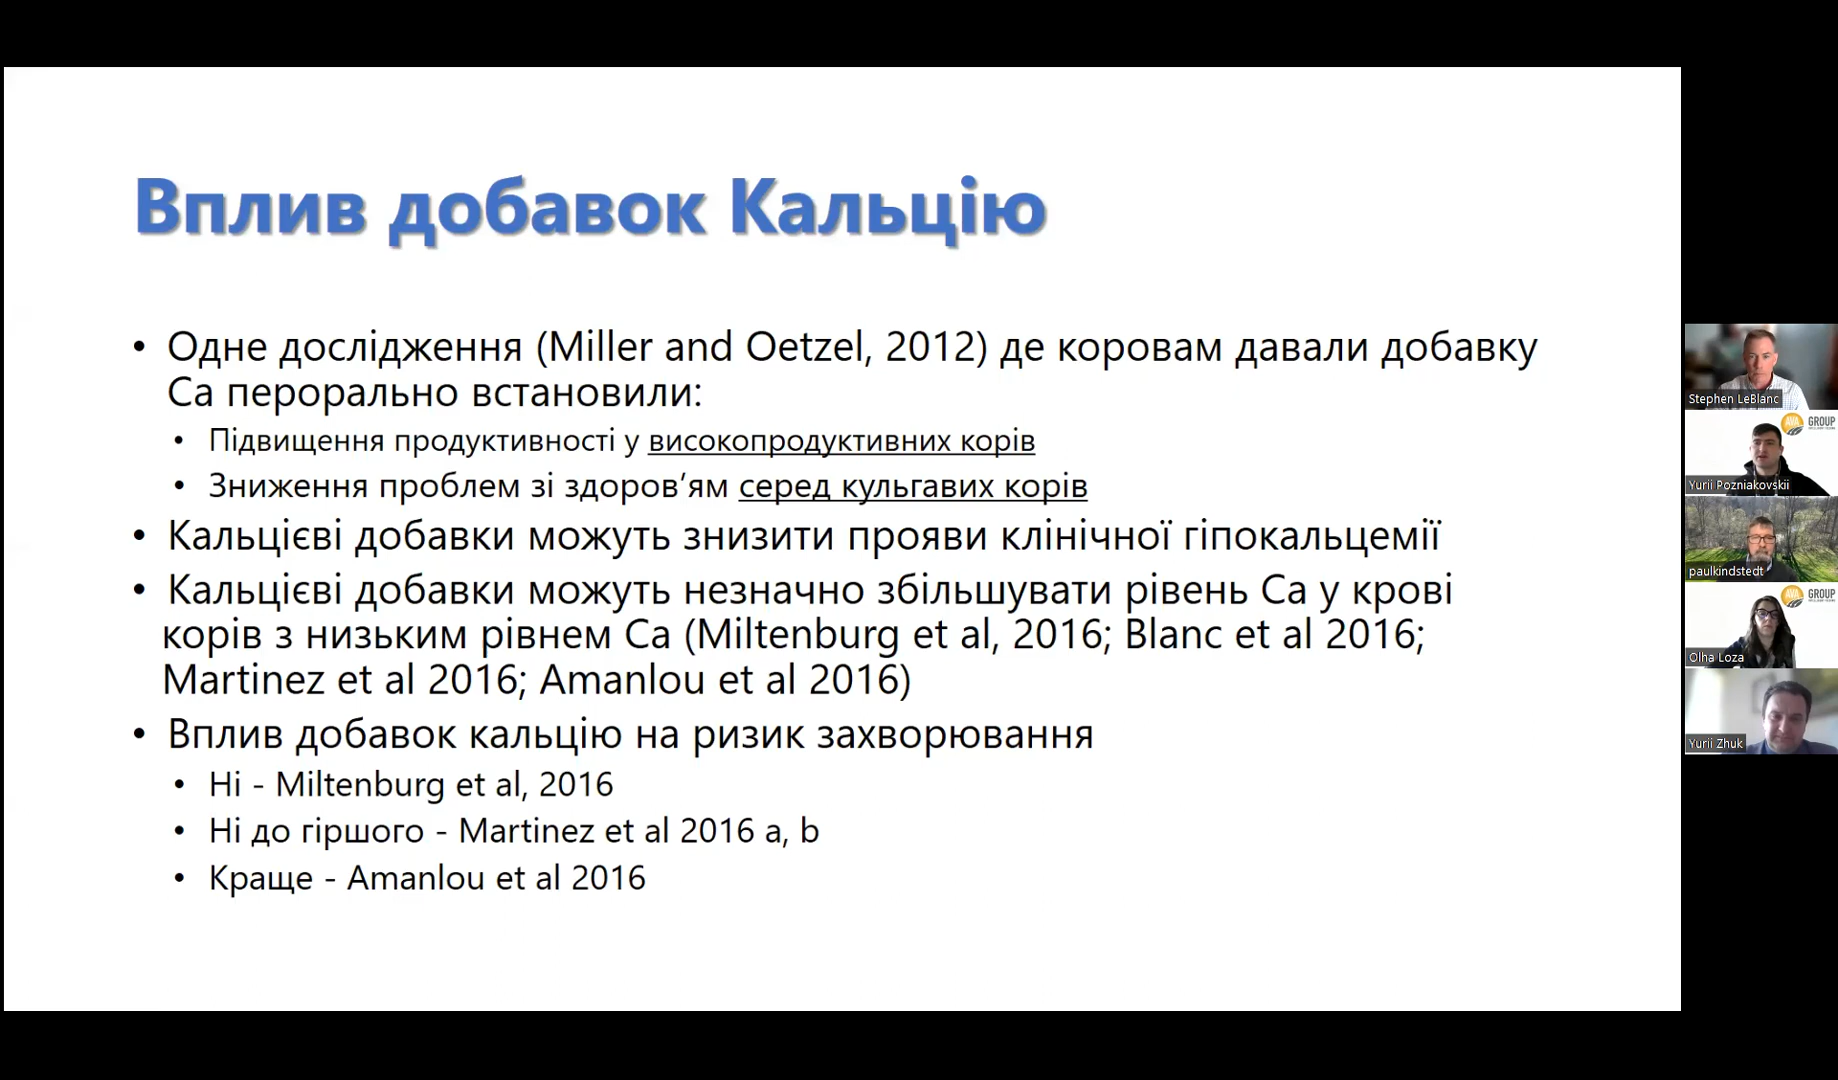 Вплив добавок Кальцію
• Одне дослідження (Miller and Oetzel, 2012) де коровам давали добавку
Ca перорально встановили:
• Підвищення продуктивності у високопродуктивних корів
• Зниження проблем зі здоров’ям серед кульгавих корів
• Кальцієві добавки можуть знизити прояви клінічної гіпокальцемії
• Кальцієві добавки можуть незначно збільшувати рівень Ca у крові
корів з низьким рівнем Ca (Miltenburg et al, 2016; Blanc et al 2016;
Martinez et al 2016; Amanlou et al 2016)
• Вплив добавок кальцію на ризик захворювання
• Ні - Miltenburg et al, 2016
• Ні до гіршого - Martinez et al 2016 a, b
• Краще - Amanlou et al 2016
Stephen LeBlanc
AVA GROUP
Yurii Pozniakovskii
paulkindstedt
AVA GROUP
Olha Loza
Yurii Zhuk